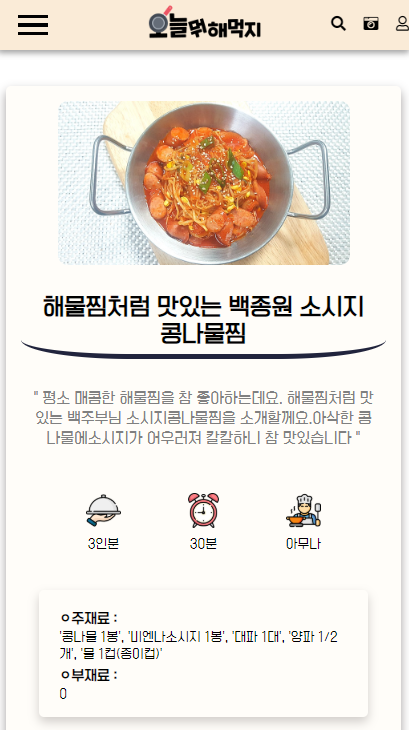 오늘뭐해먹지
해물찜처럼 맛있는 백종원 소시지
콩나물찜
" 평소 매콤한 해물찜을 참 좋아하는데요. 해물찜처럼 맛
있는 백주부님 소시지콩나물찜을 소개할께요.아삭한 콩
나물에소시지가 어우러져 칼칼하니 참 맛있습니다 "
3인분 30분 아무나
ㅇ주재료 :
'콩나물 1봉', '비엔나소시지 1봉', '대파 1대', '양파 1/2
개', '물 1컵(종이컵)'
ㅇ부재료 :
0